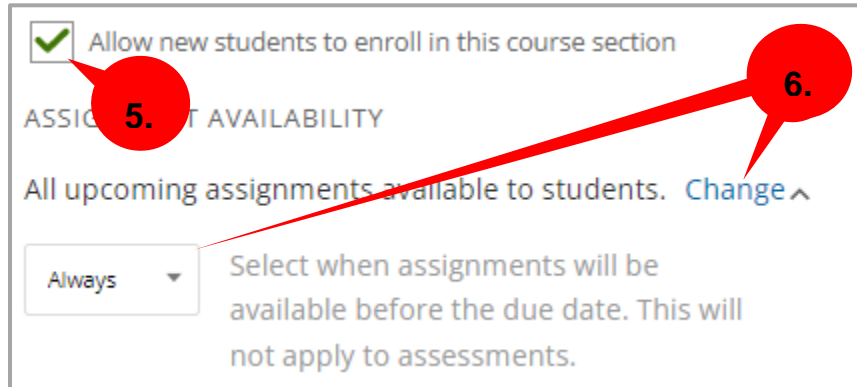 Allow new students to enroll in this course section
5.
6.
ASSIG T AVAILABILITY
All upcoming assignments available to students. Change
Always
Select when assignments will be
available before the due date. This will
not apply to assessments.